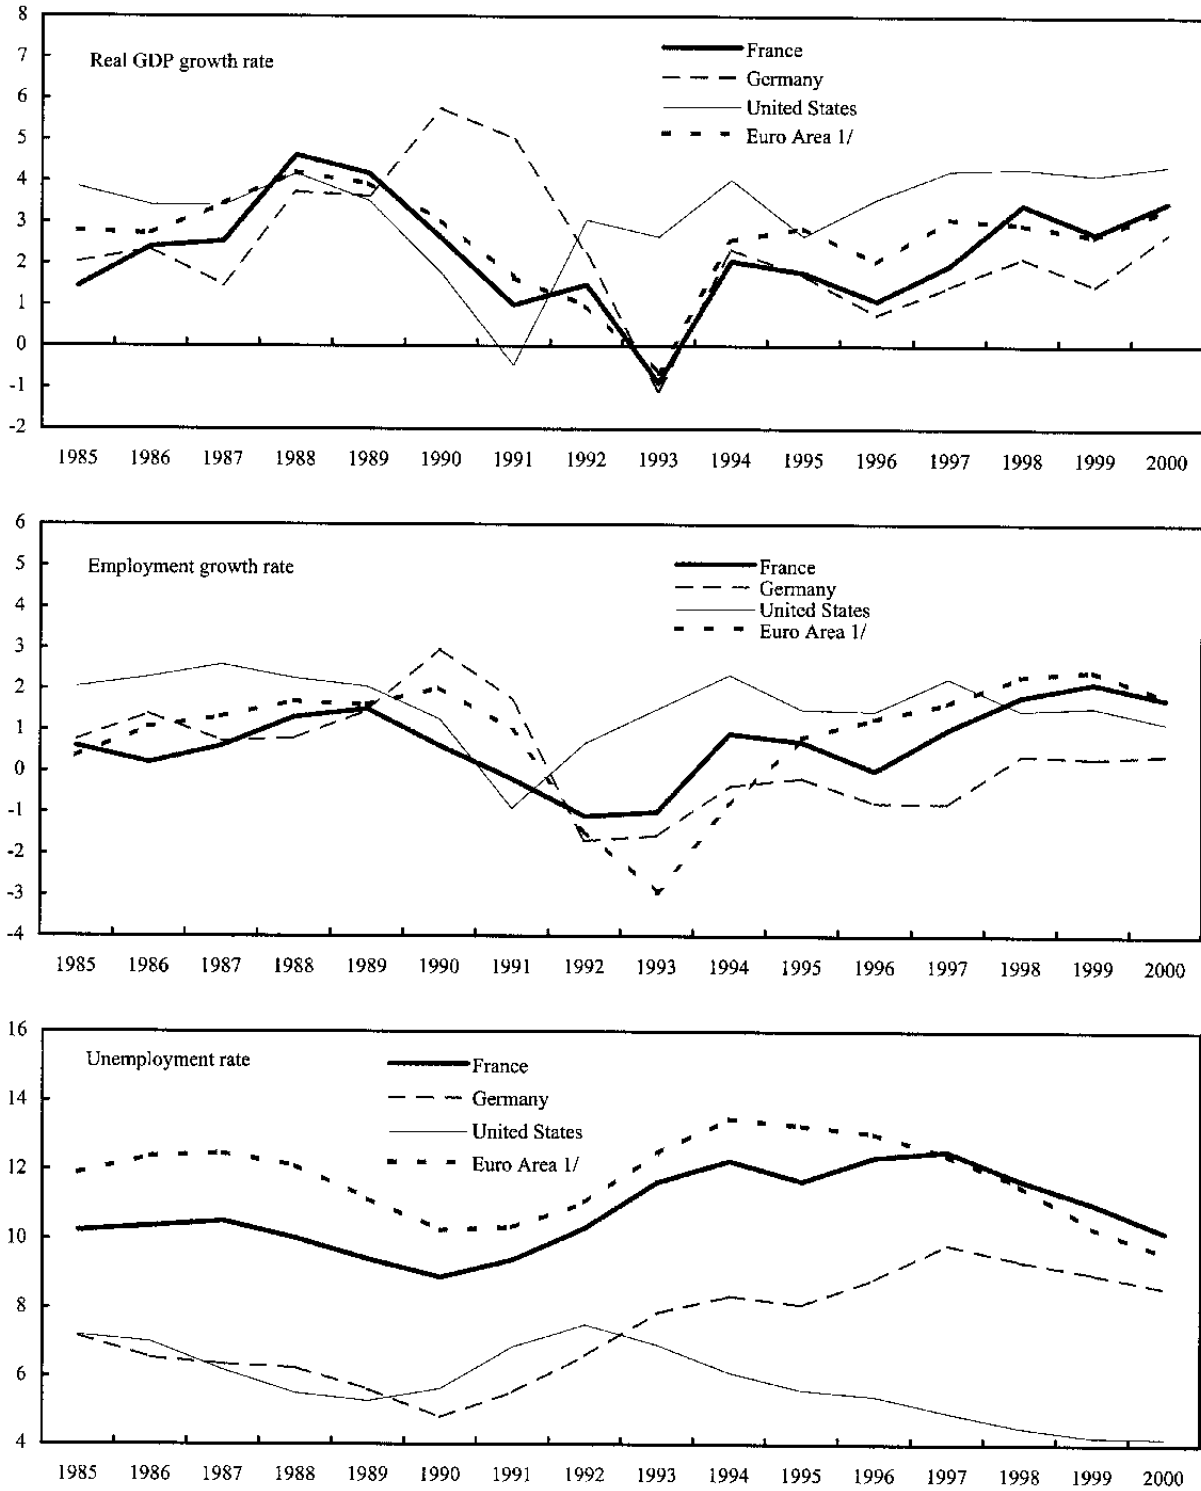 8
7
6
5
4
3
2
1
0
-1
-2
Real GDP growth rate
France
Germany
United States
Euro Area 1/
1985 1986 1987 1988 1989 1990 1991 1992 1993 1994 1995 1996 1997 1998 1999 2000
6
5
4
3
2
1
0
-1
-2
-3
-4
Employment growth rate
France
Germany
United States
Euro Area 1/
1985 1986 1987 1988 1989 1990 1991 1992 1993 1994 1995 1996 1997 1998 1999 2000
16
14
12
10
8
6
4
Unemployment rate
France
Germany
United States
Euro Area 1/
1985 1986 1987 1988 1989 1990 1991 1992 1993 1994 1995 1996 1997 1998 1999 2000